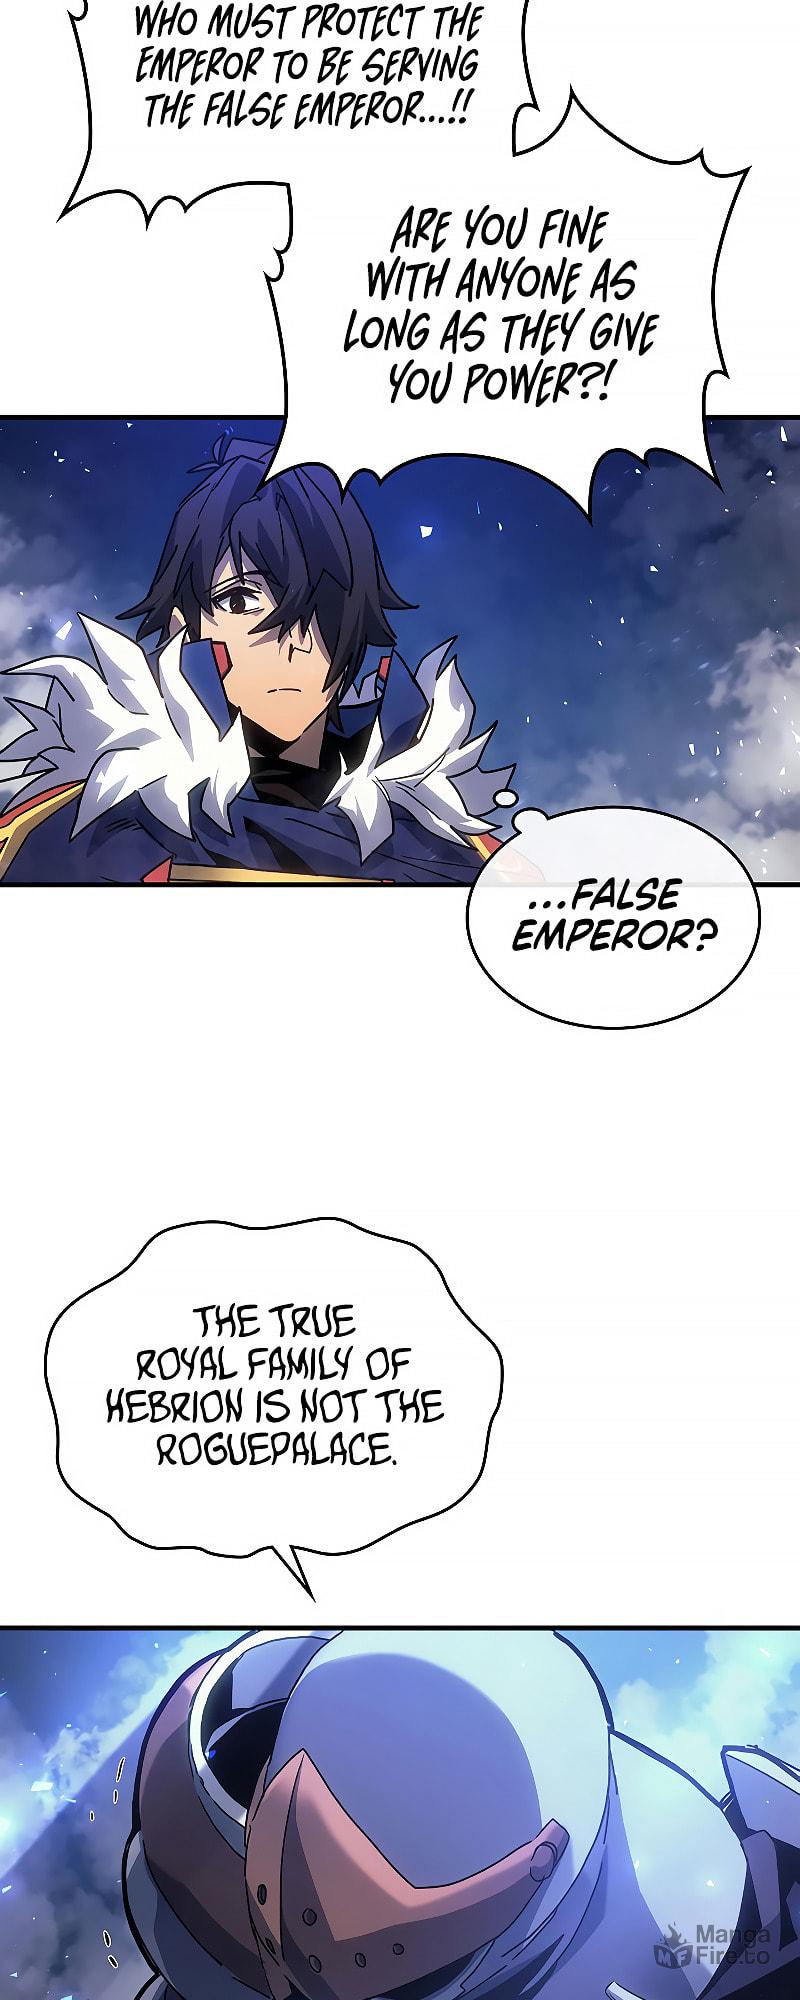 WHO MUST PROTECT THE
EMPEROR TO BE SERVING
THE FALSE EMPEROR...!!
ARE YOU FINE
WITH ANYONE AS
LONG AS THEY GIVE
YOU POWER?!
...FALSE
EMPEROR?
THE TRUE
ROYAL FAMILY OF
HEBRION IS NOT THE
ROGUEPALACE.
Manga
MF Fire.to